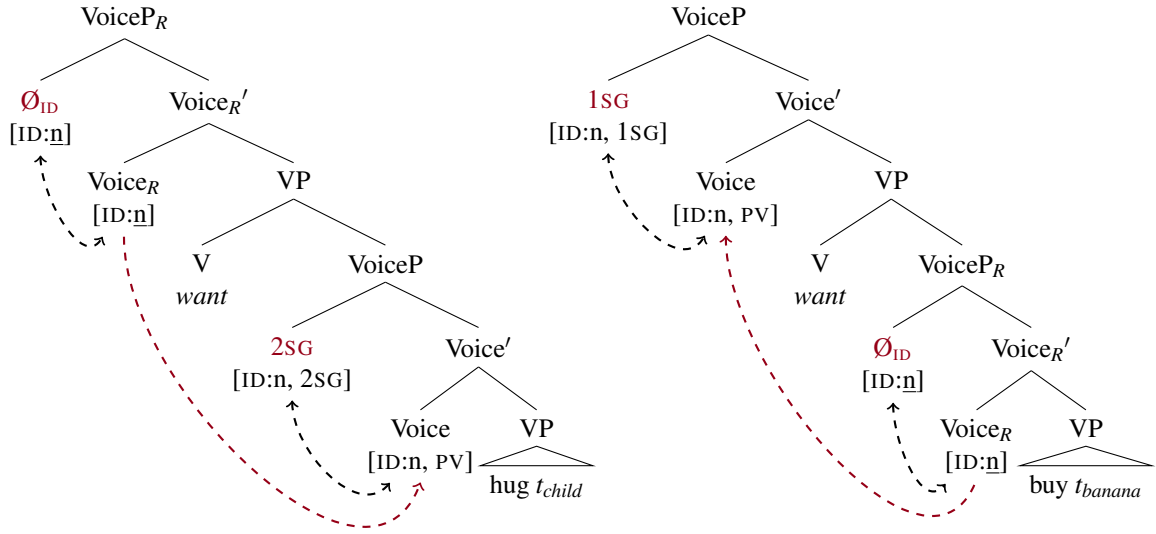 VoiceP_R
Ø_ID
Voice_R′
[ID:n]
Voice_R
VP
[ID:n]
V
VoiceP
want
2SG
Voice′
[ID:n, 2SG]
Voice
VP
[ID:n, PV]
hug t_child
VoiceP
1SG
Voice′
[ID:n, 1SG]
Voice
VP
[ID:n, PV]
V
VoiceP_R
want
Ø_ID
Voice_R′
[ID:n]
Voice_R
VP
[ID:n]
buy t_banana